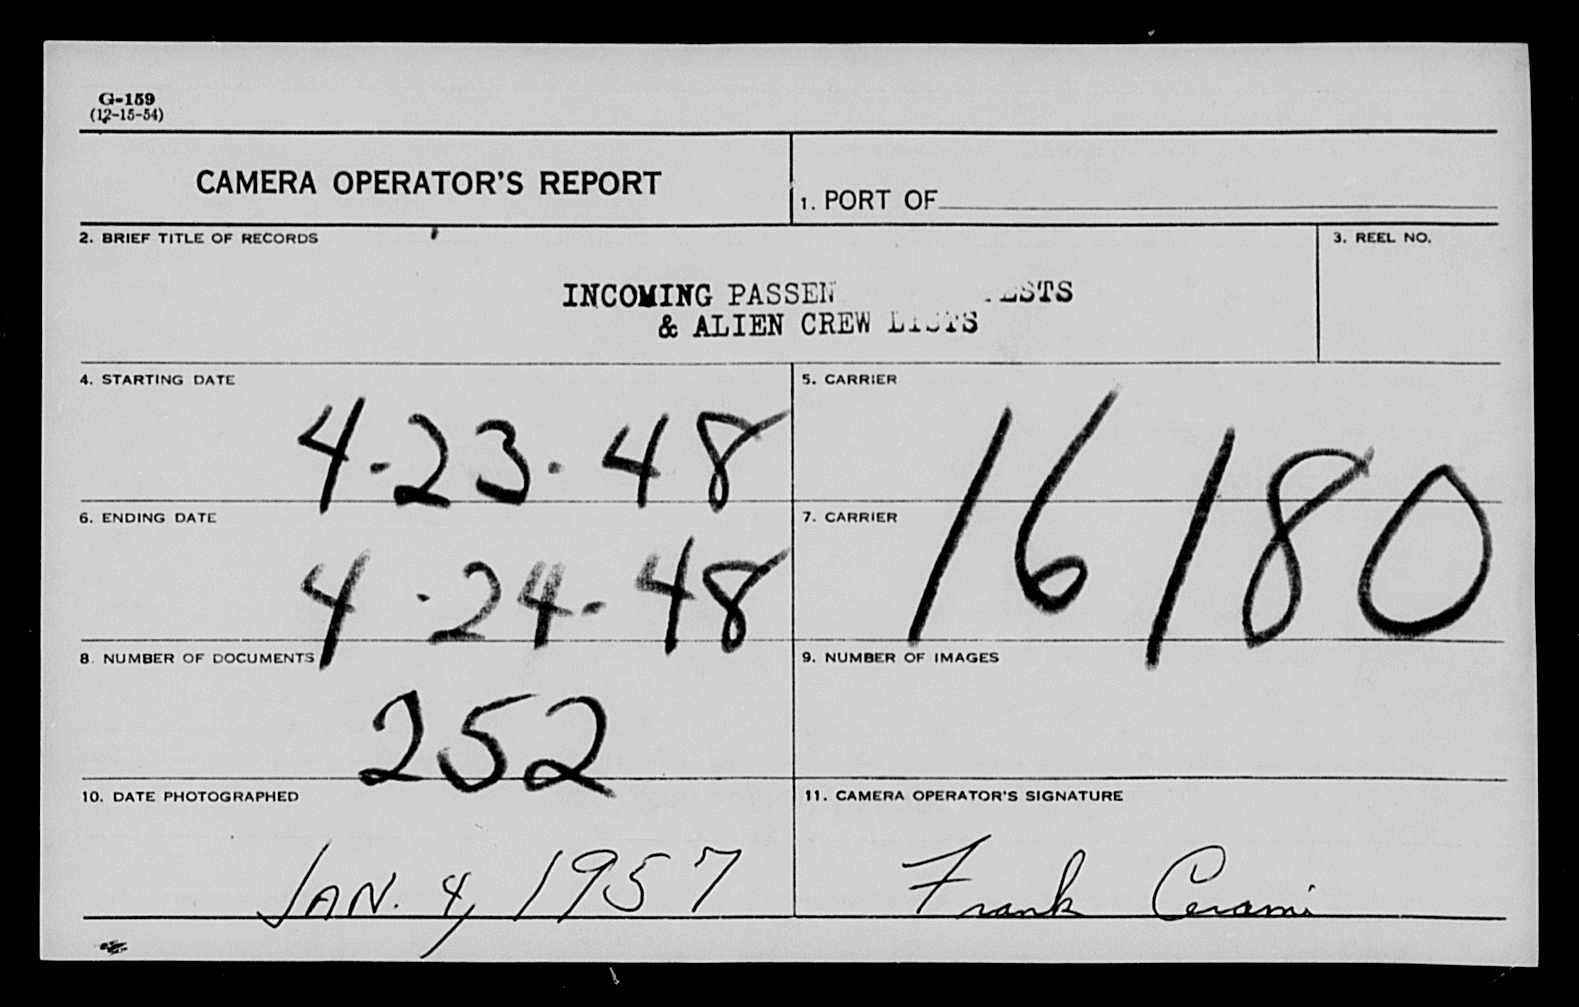 G-159
(12-15-54)
CAMERA OPERATOR'S REPORT
1. PORT OF
2. BRIEF TITLE OF RECORDS
3. REEL NO.
INCOMING
& ALIEN CREW LISTS
4. STARTING DATE
4-23-48
5. CARRIER
16180
6. ENDING DATE
4-24-48
7. CARRIER
8. NUMBER OF DOCUMENTS
252
9. NUMBER OF IMAGES
10. DATE PHOTOGRAPHED
JAN. 4, 1957
11. CAMERA OPERATOR'S SIGNATURE
Frank Cerami